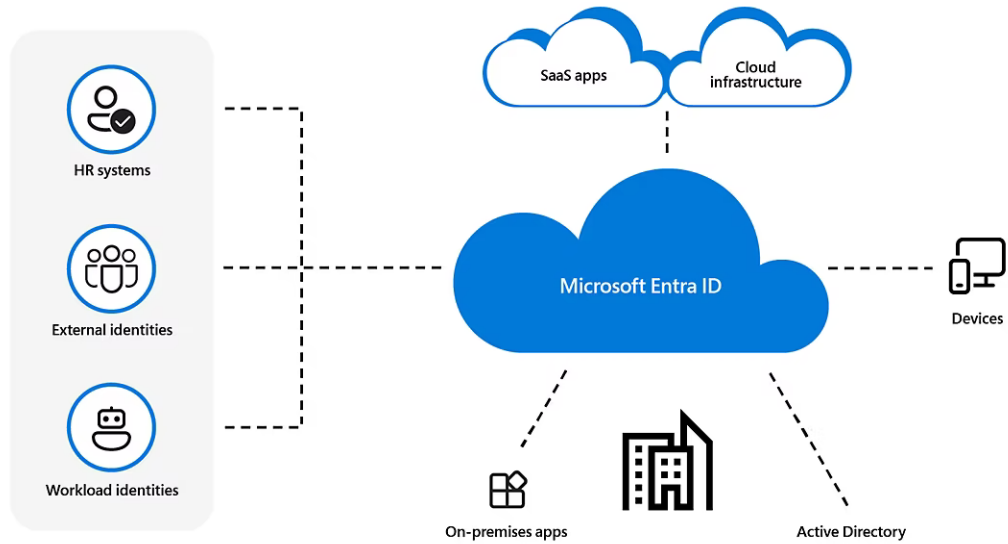 SaaS apps
Cloud
infrastructure
HR systems
External identities
Workload identities
Microsoft Entra ID
Devices
On-premises apps
Active Directory